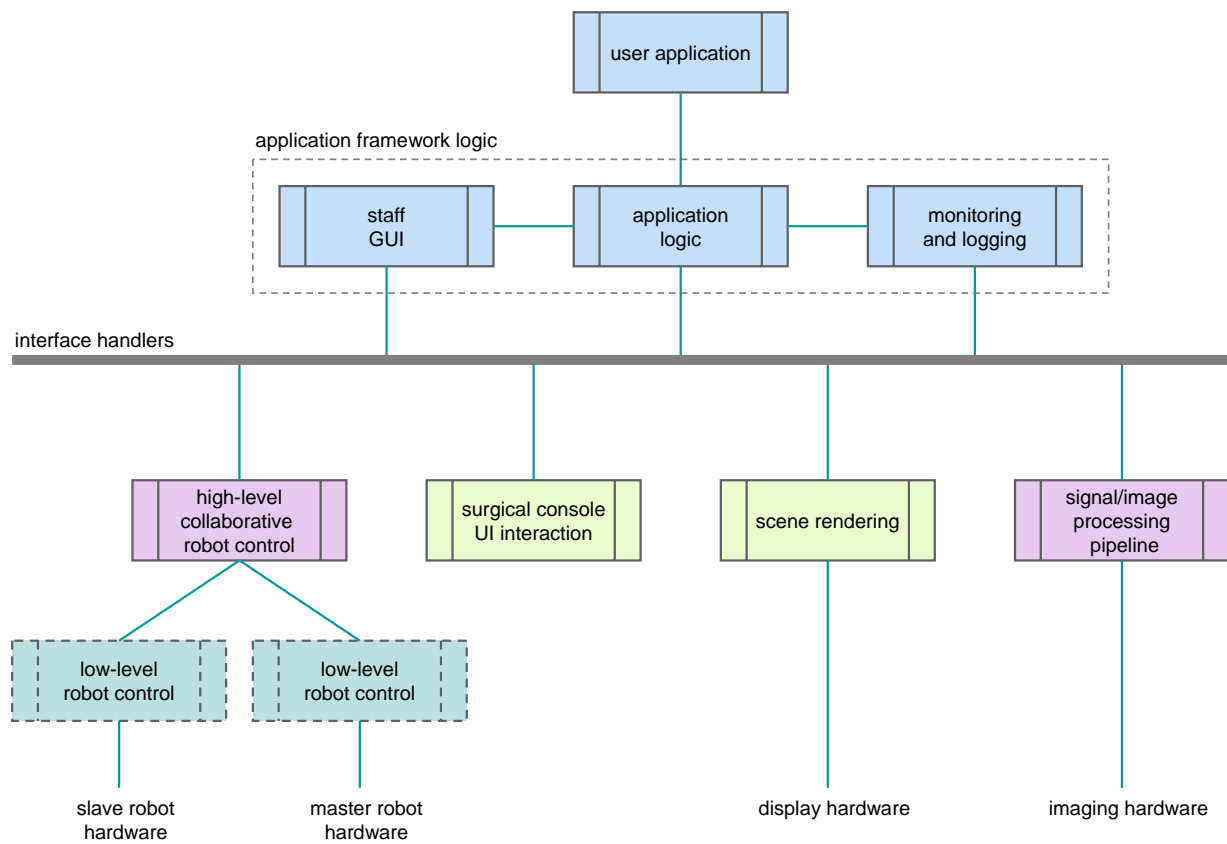 user application
application framework logic
staff
GUI
application
logic
monitoring
and logging
interface handlers
high-level
collaborative
robot control
surgical console
UI interaction
scene rendering
signal/image
processing
pipeline
low-level
robot control
low-level
robot control
slave robot
hardware
master robot
hardware
display hardware
imaging hardware